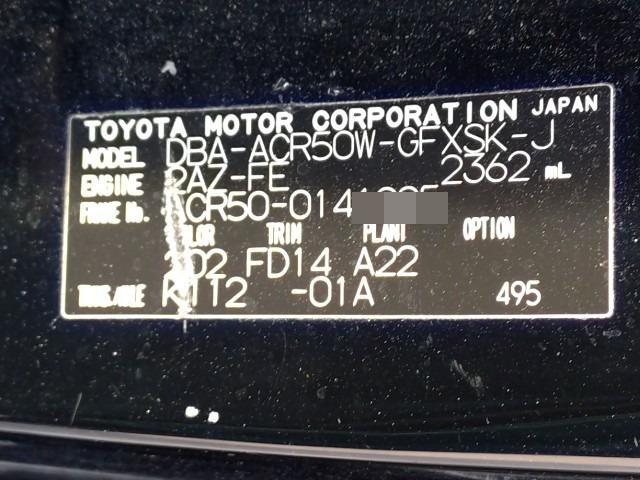 TOYOTA MOTOR CORPORATION JAPAN
MODEL DBA-ACR50W-GFXSK-J
ENGINE 2AZ-FE 2362 mL
FRAME No. ACR50-014
COLOR TRIM PLANT OPTION
202 FD14 A22
TRANS./AXLE K112 -01A 495